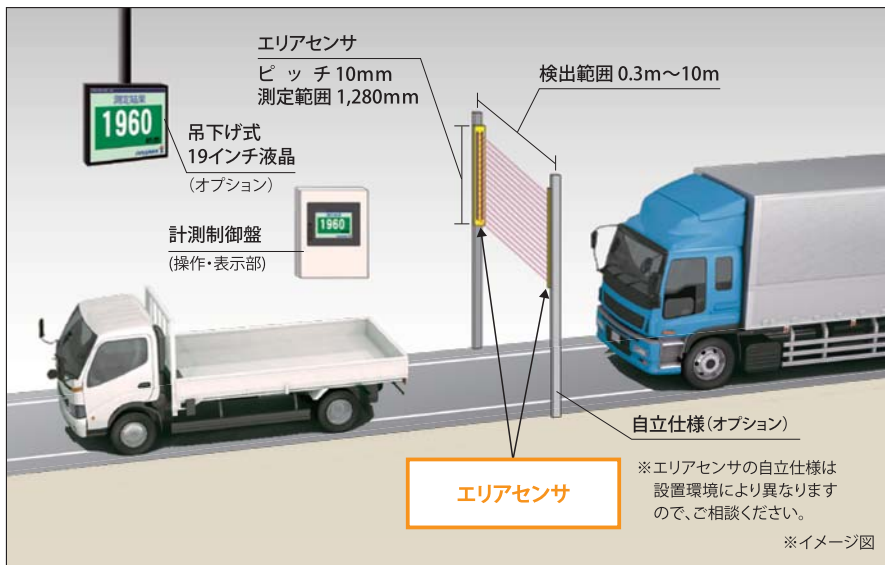 測定結果
1960
吊下げ式
19インチ液晶
(オプション)
エリアセンサ
ピッチ 10mm
測定範囲 1,280mm
検出範囲 0.3m～10m
計測制御盤
(操作・表示部)
1960
自立仕様(オプション)
エリアセンサ
※エリアセンサの自立仕様は
設置環境により異なります
ので、ご相談ください。
※イメージ図